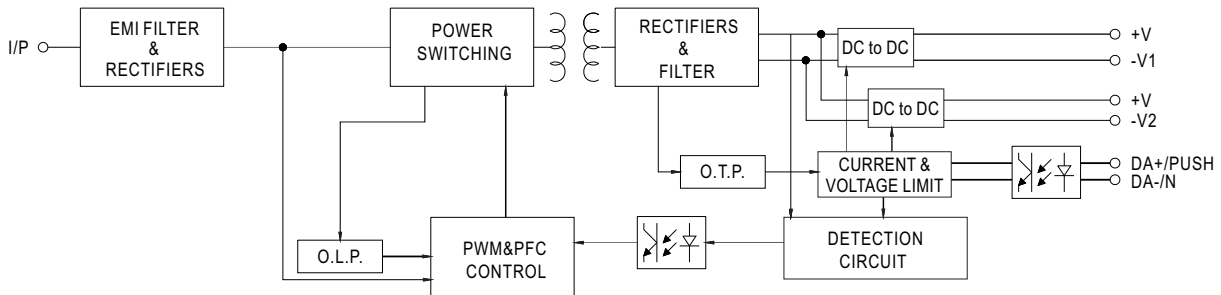 I/P
EMI FILTER
&
RECTIFIERS
POWER
SWITCHING
RECTIFIERS
&
FILTER
DC to DC
+V
-V1
DC to DC
+V
-V2
O.T.P.
CURRENT &
VOLTAGE LIMIT
DA+/PUSH
DA-/N
O.L.P.
PWM&PFC
CONTROL
DETECTION
CIRCUIT